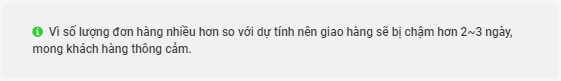 Vì số lượng đơn hàng nhiều hơn so với dự tính nên giao hàng sẽ bị chậm hơn 2~3 ngày,
mong khách hàng thông cảm.